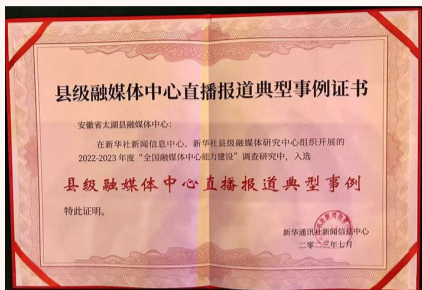 县级融媒体中心直播报道典型事例证书
安徽省太湖县融媒体中心：
在新华社新闻信息中心、新华社县级融媒体研究中心组织开展的
2022-2023年度“全国融媒体中心能力建设”调查研究中，入选
县级融媒体中心直播报道典型事例
特此证明。
新华通讯社新闻信息中心
二零二三年七月